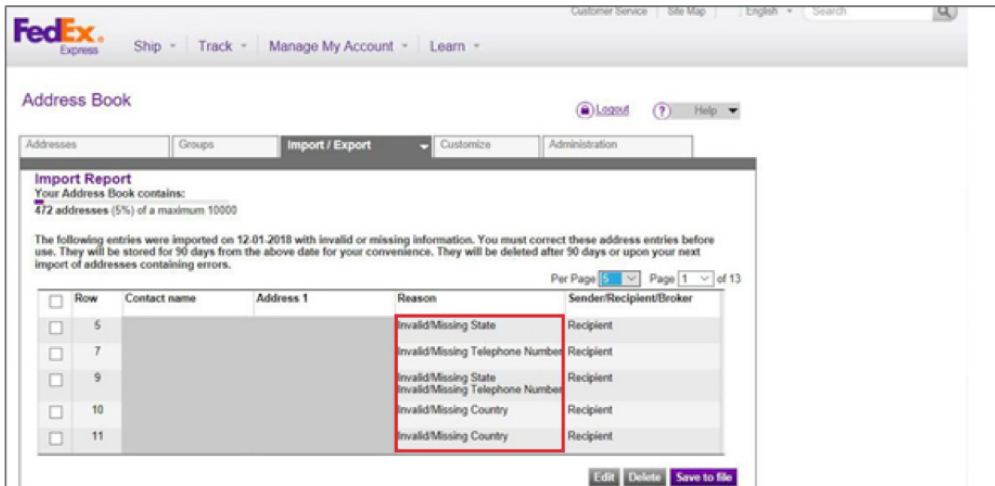 Customer Service | Site Map | English Search
FedEx Express
Ship Track Manage My Account Learn
Address Book
Logout ? Help
Addresses Groups Import / Export Customize Administration
Import Report
Your Address Book contains:
472 addresses (5%) of a maximum 10000
The following entries were imported on 12-01-2018 with invalid or missing information. You must correct these address entries before
use. They will be stored for 90 days from the above date for your convenience. They will be deleted after 90 days or upon your next
import of addresses containing errors.
Per Page 5 Page 1 of 13
Row Contact name Address 1 Reason Sender/Recipient/Broker
5 Invalid/Missing State Recipient
7 Invalid/Missing Telephone Number Recipient
9 Invalid/Missing State Recipient
Invalid/Missing Telephone Number
10 Invalid/Missing Country Recipient
11 Invalid/Missing Country Recipient
Edit Delete Save to file